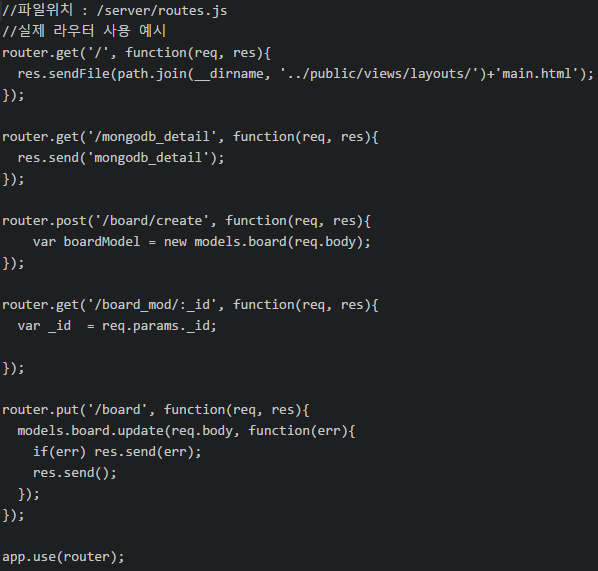 //파일위치 : /server/routes.js
//실제 라우터 사용 예시
router.get('/', function(req, res){
  res.sendFile(path.join(__dirname, '../public/views/layouts/')+'main.html');
});

router.get('/mongodb_detail', function(req, res){
  res.send('mongodb_detail');
});

router.post('/board/create', function(req, res){
    var boardModel = new models.board(req.body);
});

router.get('/board_mod/:_id', function(req, res){
  var _id  = req.params._id;

});

router.put('/board', function(req, res){
  models.board.update(req.body, function(err){
    if(err) res.send(err);
    res.send();
  });
});

app.use(router);